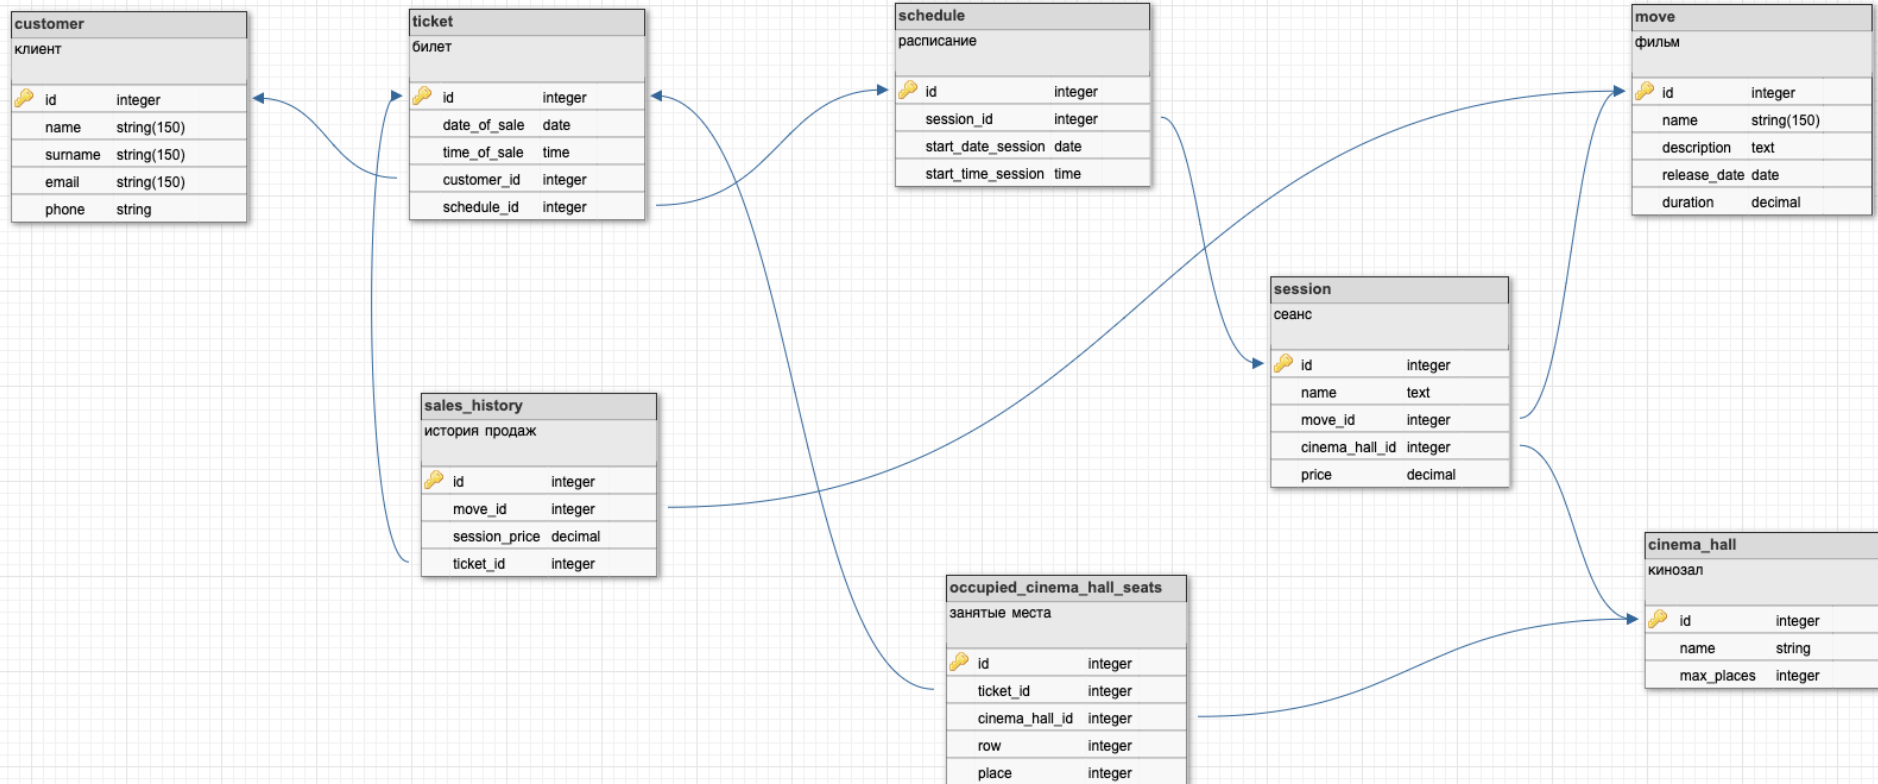 customer
клиент
id integer
name string(150)
surname string(150)
email string(150)
phone string
ticket
билет
id integer
date_of_sale date
time_of_sale time
customer_id integer
schedule_id integer
schedule
расписание
id integer
session_id integer
start_date_session date
start_time_session time
move
фильм
id integer
name string(150)
description text
release_date date
duration decimal
session
сеанс
id integer
name text
move_id integer
cinema_hall_id integer
price decimal
sales_history
история продаж
id integer
move_id integer
session_price decimal
ticket_id integer
occupied_cinema_hall_seats
занятые места
id integer
ticket_id integer
cinema_hall_id integer
row integer
place integer
cinema_hall
кинозал
id integer
name string
max_places integer